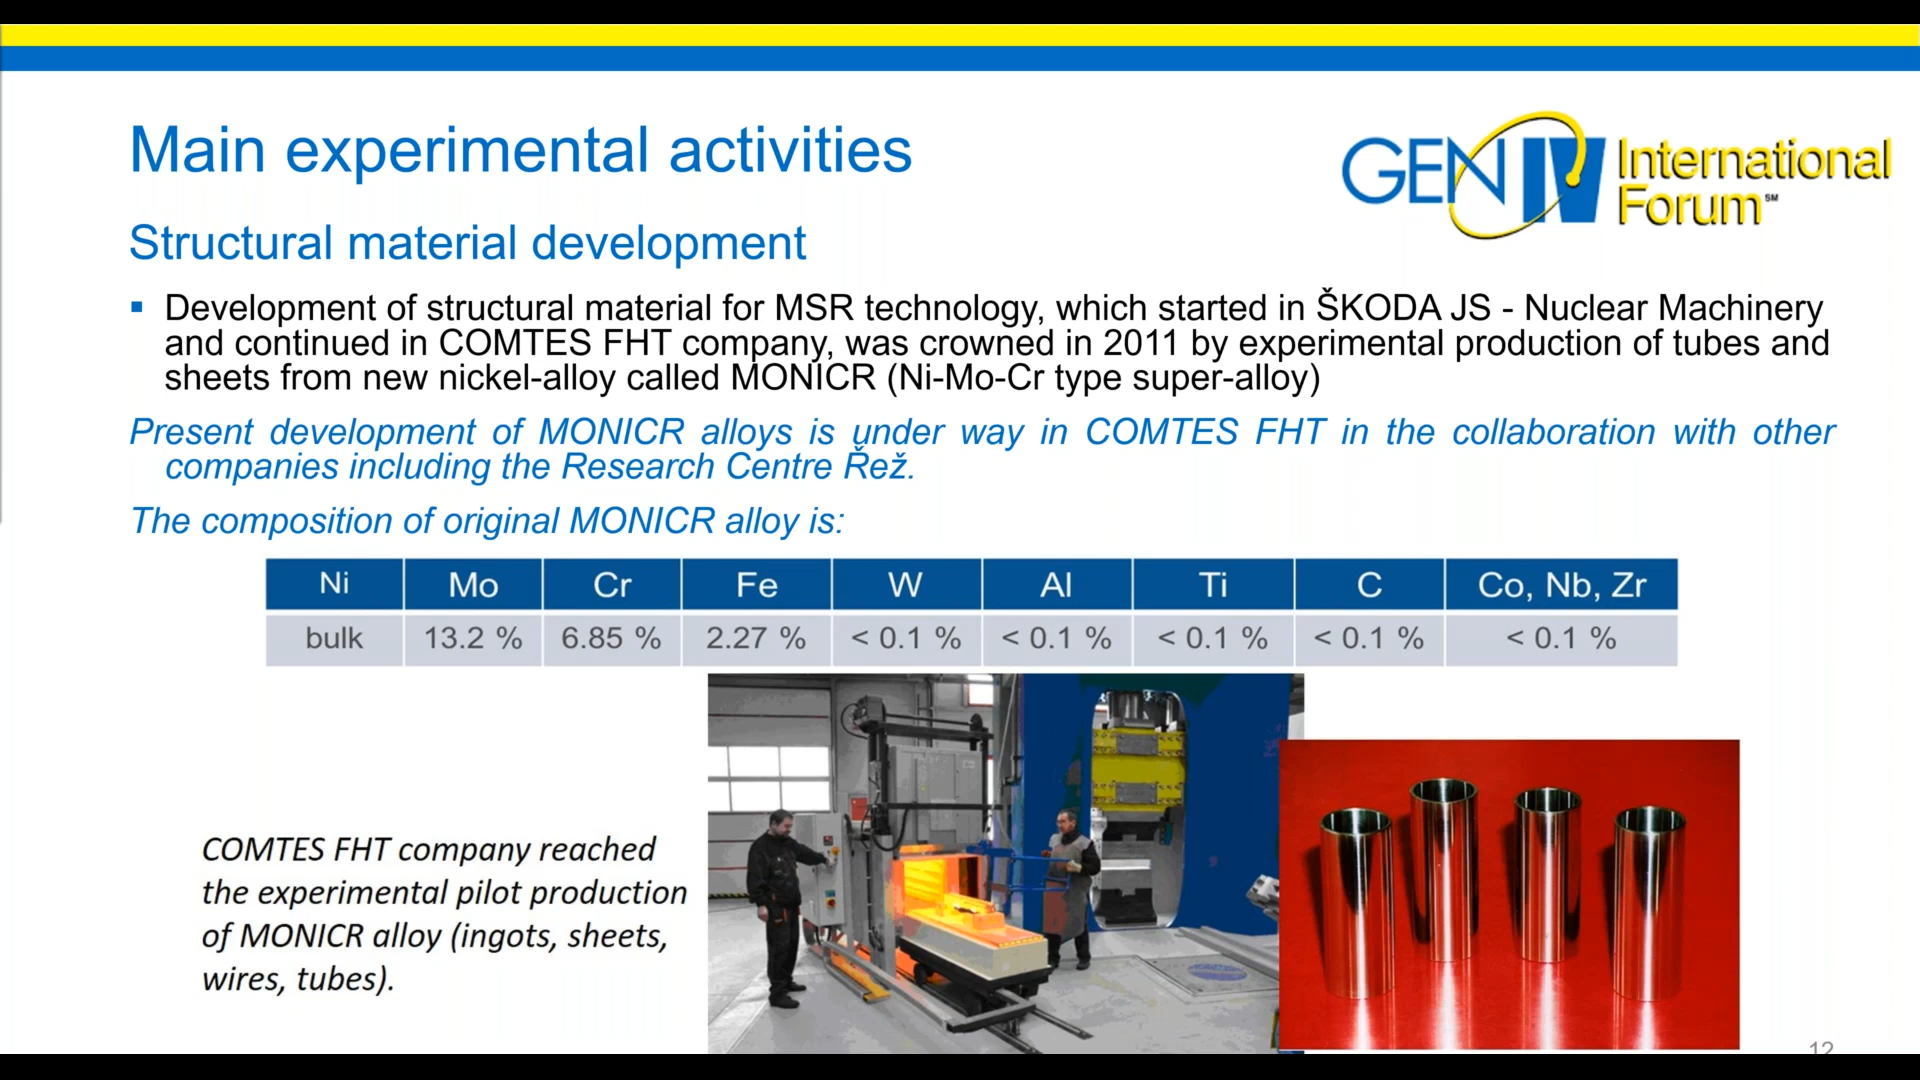 Main experimental activities
GEN IV International
Forum SM
Structural material development
▪ Development of structural material for MSR technology, which started in ŠKODA JS - Nuclear Machinery
and continued in COMTES FHT company, was crowned in 2011 by experimental production of tubes and
sheets from new nickel-alloy called MONICR (Ni-Mo-Cr type super-alloy)
Present development of MONICR alloys is under way in COMTES FHT in the collaboration with other
companies including the Research Centre Řež.
The composition of original MONICR alloy is:
Ni Mo Cr Fe W Al Ti C Co, Nb, Zr
bulk 13.2 % 6.85 % 2.27 % < 0.1 % < 0.1 % < 0.1 % < 0.1 % < 0.1 %
COMTES FHT company reached
the experimental pilot production
of MONICR alloy (ingots, sheets,
wires, tubes).
12